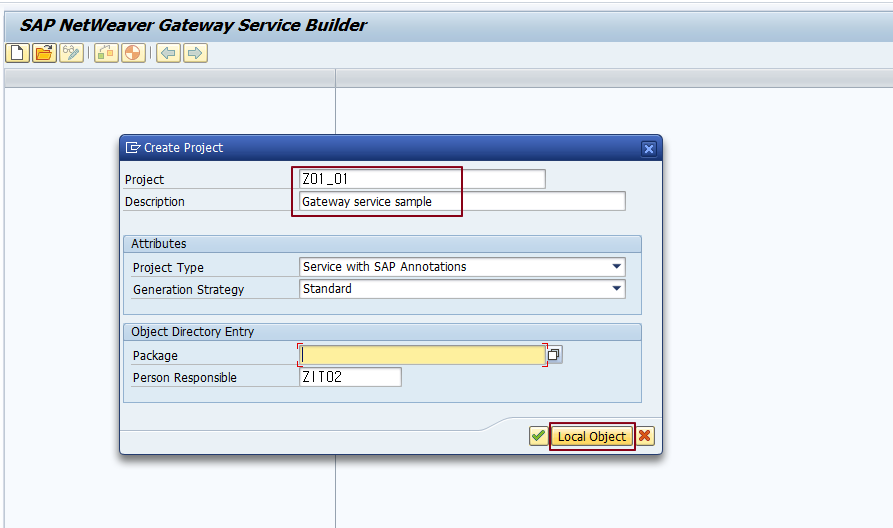 SAP NetWeaver Gateway Service Builder
Create Project
Project Z01_01
Description Gateway service sample
Attributes
Project Type Service with SAP Annotations
Generation Strategy Standard
Object Directory Entry
Package
Person Responsible ZIT02
Local Object